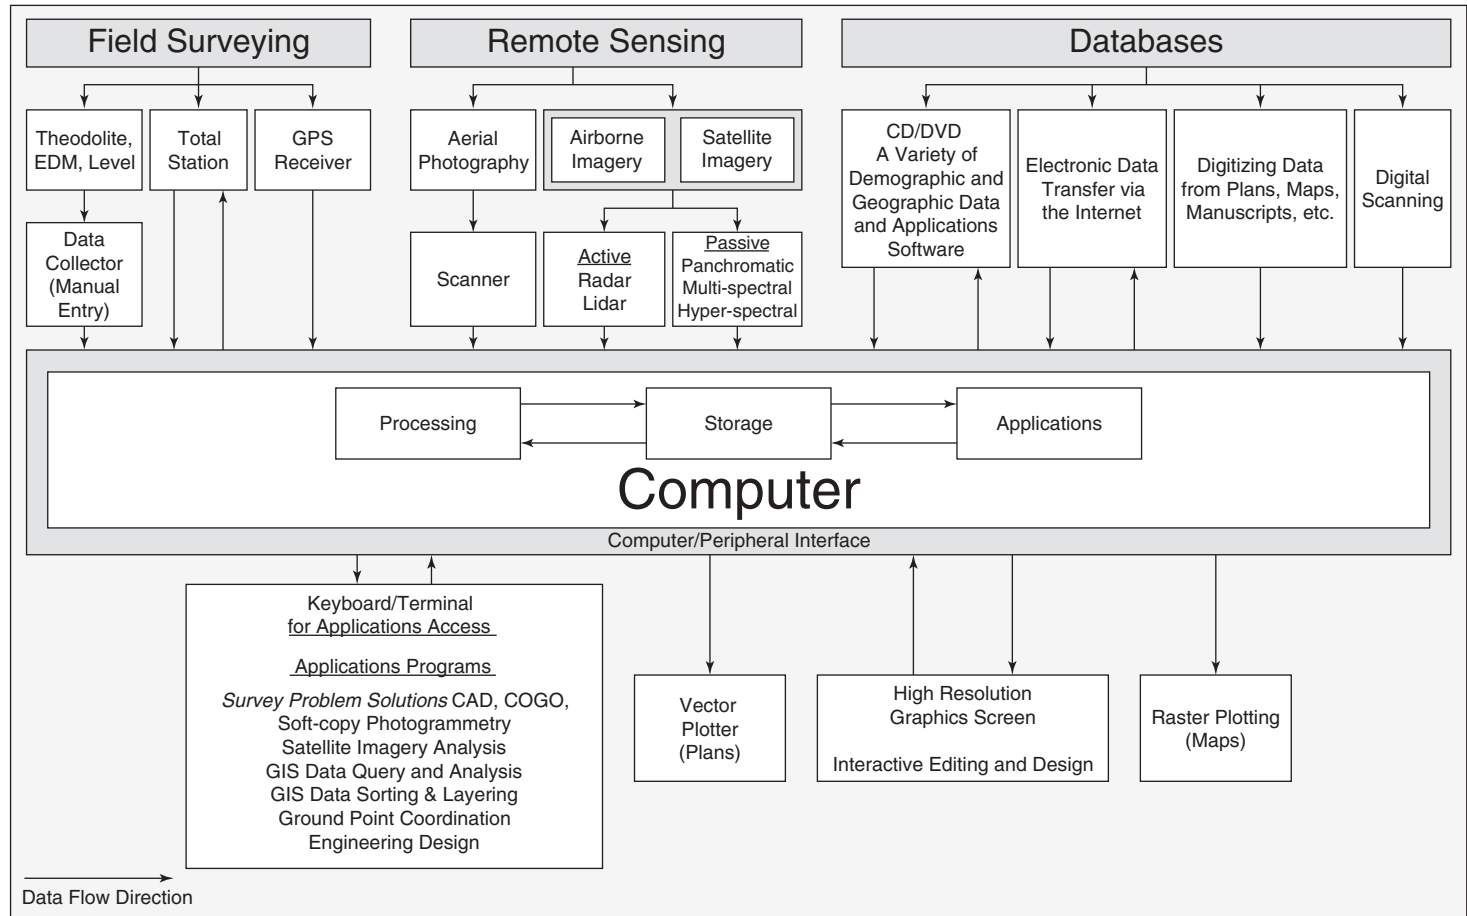 Field Surveying
Remote Sensing
Databases
Theodolite,
EDM, Level
Total
Station
GPS
Receiver
Aerial
Photography
Airborne
Imagery
Satellite
Imagery
CD/DVD
A Variety of
Demographic and
Geographic Data
and Applications
Software
Electronic Data
Transfer via
the Internet
Digitizing Data
from Plans, Maps,
Manuscripts, etc.
Digital
Scanning
Data
Collector
(Manual
Entry)
Scanner
Active
Radar
Lidar
Passive
Panchromatic
Multi-spectral
Hyper-spectral
Processing
Storage
Applications
Computer
Computer/Peripheral Interface
Keyboard/Terminal
for Applications Access
Applications Programs
Survey Problem Solutions CAD, COGO,
Soft-copy Photogrammetry
Satellite Imagery Analysis
GIS Data Query and Analysis
GIS Data Sorting & Layering
Ground Point Coordination
Engineering Design
Vector
Plotter
(Plans)
High Resolution
Graphics Screen
Interactive Editing and Design
Raster Plotting
(Maps)
Data Flow Direction